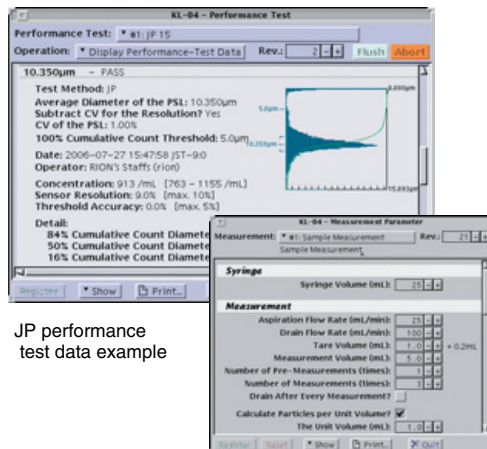 KL-04 – Performance Test
Performance Test: #1: JP 15
Operation: Display Performance-Test Data Rev.: 2 - + Flush Abort
10.350µm – PASS
0.000µm
Test Method: JP
Average Diameter of the PSL: 10.350µm
5.0µm
Subtract CV for the Resolution? Yes
CV of the PSL: 1.00%
100% Cumulative Count Threshold: 5.0µm
10.350µm
Date: 2006-07-27 15:47:58 JST-9:0
Operator: RION's Staffs (rion)
Concentration: 913 /mL [763 – 1155 /mL]
15.093µm
Sensor Resolution: 9.0% [max. 10%]
Threshold Accuracy: 0.0% [max. 5%]
Detail:
84% Cumulative Count Diamete
50% Cumulative Count Diamete
16% Cumulative Count Diamete
Register Show Print..
JP performance
test data example
KL-04 – Measurement Parameter
Measurement: #1: Sample Measurement Rev.: 21 - +
Sample Measurement
Syringe
Syringe Volume (mL): 25 - +
Measurement
Aspiration Flow Rate (mL/min): 25 - +
Drain Flow Rate (mL/min): 100 - +
Tare Volume (mL): 1.0 - + + 0.2mL
Measurement Volume (mL): 5.0 - +
Number of Pre-Measurements (times): 1 - +
Number of Measurements (times): 3 - +
Drain After Every Measurement?
Calculate Particles per Unit Volume?
The Unit Volume (mL): 1.0 - +
Register Reset Show Print.. Quit